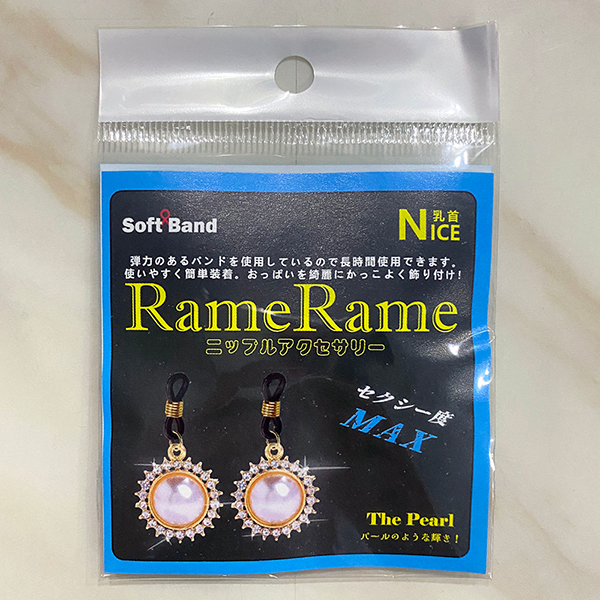 Soft Band
乳首
NICE
弾力のあるバンドを使用しているので長時間使用できます。
使いやすく簡単装着。おっぱいを綺麗にかっこよく飾り付け!
RameRame
ニップルアクセサリー
セクシー度
MAX
The Pearl
パールのような輝き!